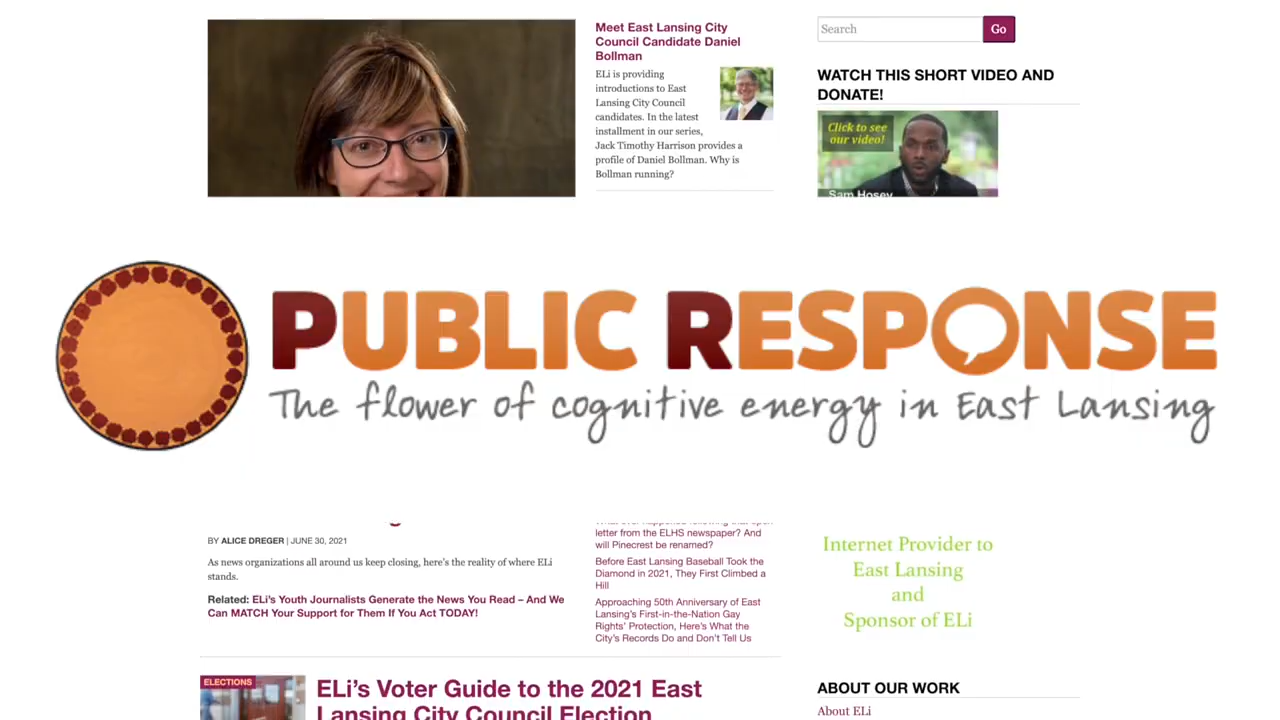 Meet East Lansing City
Council Candidate Daniel
Bollman
ELi is providing
introductions to East
Lansing City Council
candidates. In the latest
installment in our series,
Jack Timothy Harrison provides a
profile of Daniel Bollman. Why is
Bollman running?
Search
Go
WATCH THIS SHORT VIDEO AND
DONATE!
Click to see
our video!
Sam Hosey
PUBLIC RESPONSE
The flower of cognitive energy in East Lansing
BY ALICE DREGER | JUNE 30, 2021
As news organizations all around us keep closing, here's the reality of where ELi
stands.
Related: ELi's Youth Journalists Generate the News You Read – And We
Can MATCH Your Support for Them If You Act TODAY!
What ever happened following that open
letter from the ELHS newspaper? And
will Pinecrest be renamed?
Before East Lansing Baseball Took the
Diamond in 2021, They First Climbed a
Hill
Approaching 50th Anniversary of East
Lansing's First-in-the-Nation Gay
Rights' Protection, Here's What the
City's Records Do and Don't Tell Us
Internet Provider to
East Lansing
and
Sponsor of ELi
ELECTIONS
ELi's Voter Guide to the 2021 East
Lansing City Council Election
ABOUT OUR WORK
About ELi